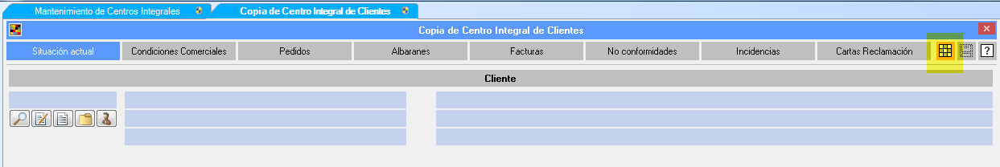 Mantenimiento de Centros Integrales
Copia de Centro Integral de Clientes
Copia de Centro Integral de Clientes
Situación actual
Condiciones Comerciales
Pedidos
Albaranes
Facturas
No conformidades
Incidencias
Cartas Reclamación
?
Cliente